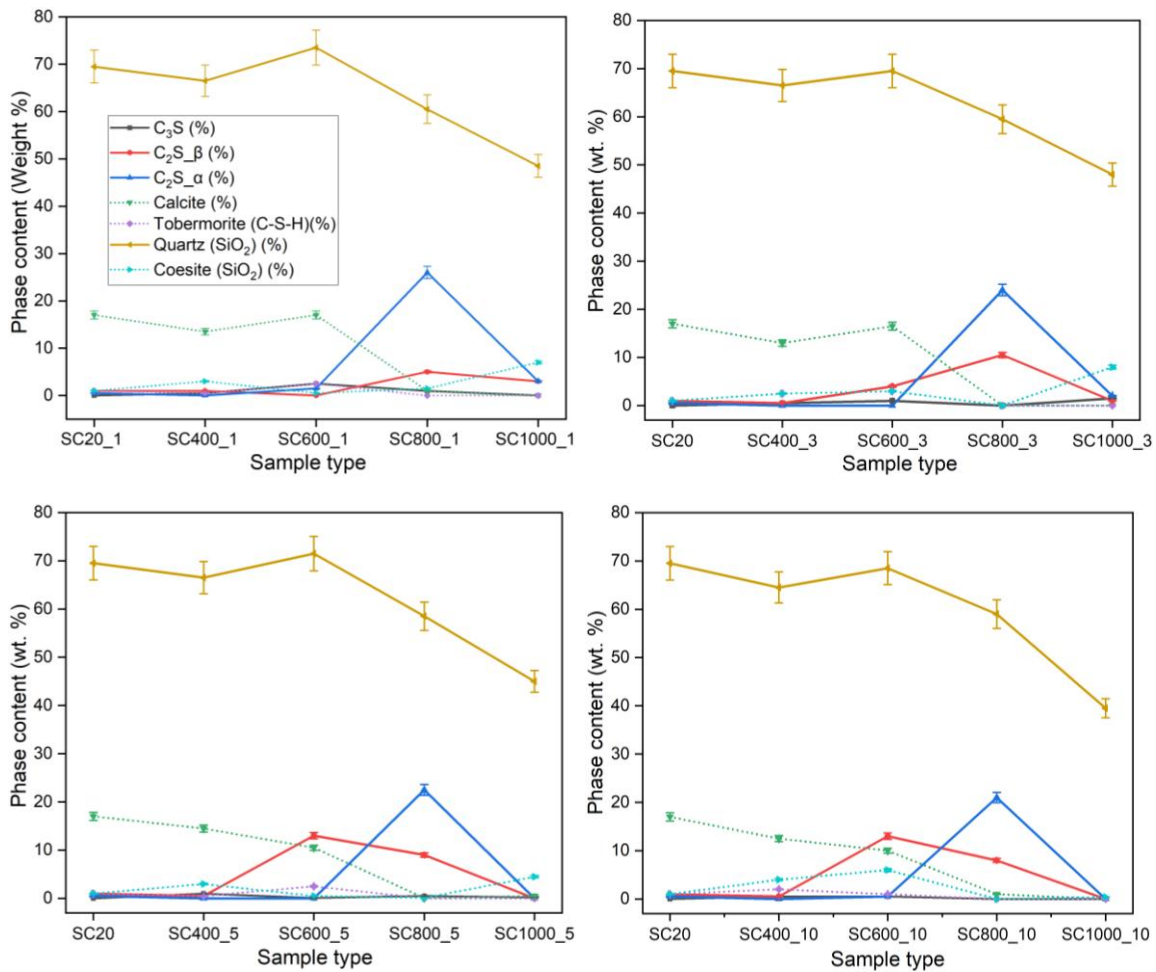 80
70
60
50
40
30
20
10
0
Phase content (Weight %)
C₃S (%)
C₂S_β (%)
C₂S_α (%)
Calcite (%)
Tobermorite (C-S-H)(%)
Quartz (SiO₂) (%)
Coesite (SiO₂) (%)
SC20_1 SC400_1 SC600_1 SC800_1 SC1000_1
Sample type
80
70
60
50
40
30
20
10
0
Phase content (wt. %)
SC20 SC400_3 SC600_3 SC800_3 SC1000_3
Sample type
80
70
60
50
40
30
20
10
0
Phase content (wt. %)
SC20 SC400_5 SC600_5 SC800_5 SC1000_5
Sample type
80
70
60
50
40
30
20
10
0
Phase content (wt. %)
SC20 SC400_10 SC600_10 SC800_10 SC1000_10
Sample type